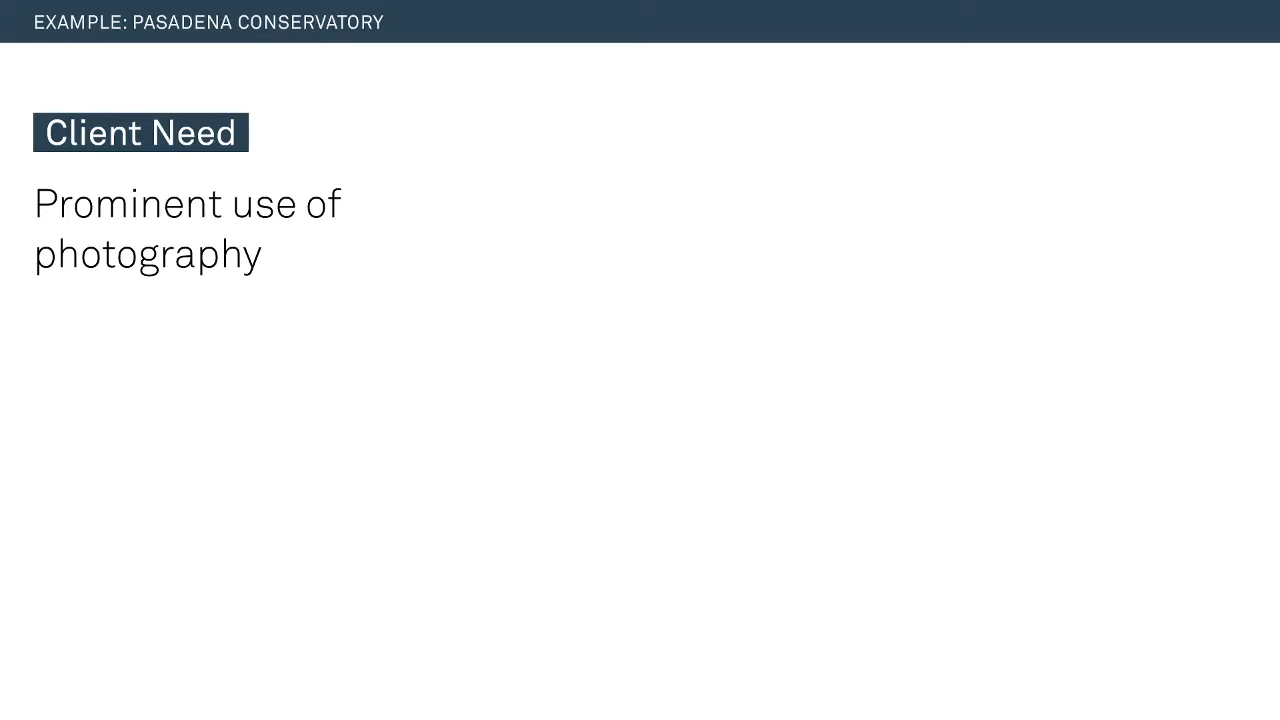 EXAMPLE: PASADENA CONSERVATORY
Client Need
Prominent use of
photography